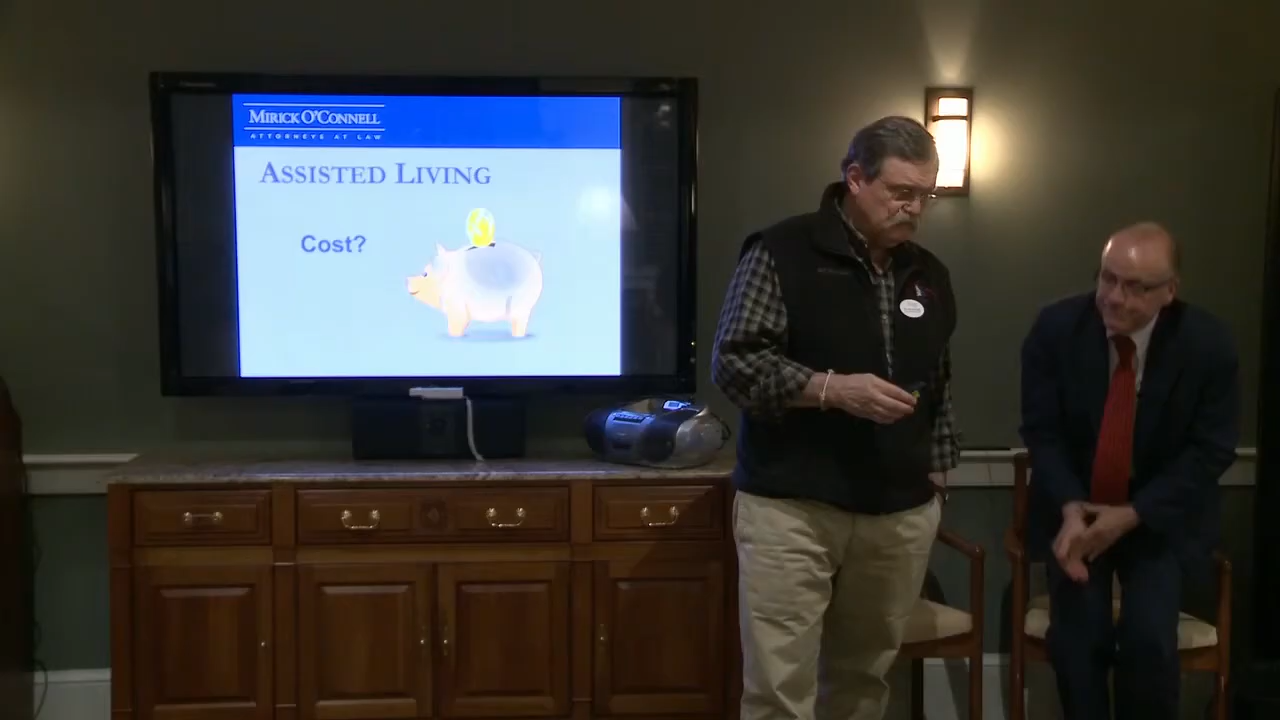 MIRICK O'CONNELL
ATTORNEYS AT LAW
ASSISTED LIVING
Cost?